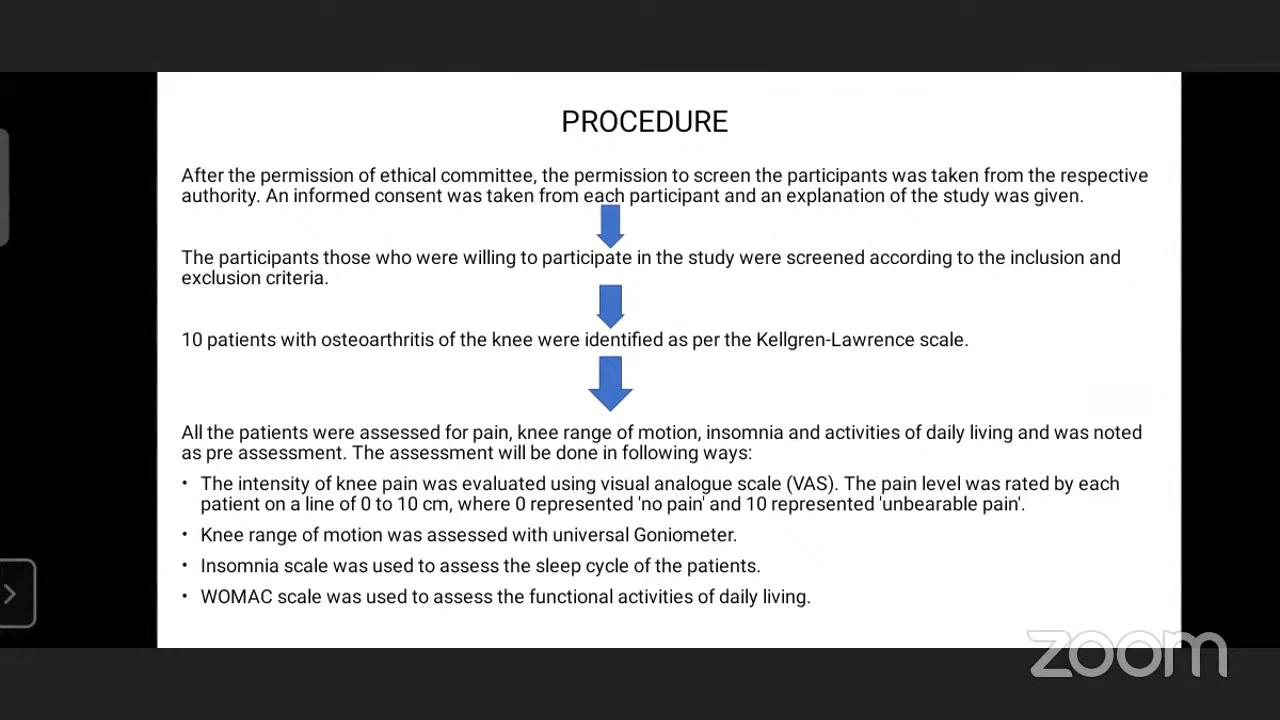 PROCEDURE
After the permission of ethical committee, the permission to screen the participants was taken from the respective
authority. An informed consent was taken from each participant and an explanation of the study was given.
The participants those who were willing to participate in the study were screened according to the inclusion and
exclusion criteria.
10 patients with osteoarthritis of the knee were identified as per the Kellgren-Lawrence scale.
All the patients were assessed for pain, knee range of motion, insomnia and activities of daily living and was noted
as pre assessment. The assessment will be done in following ways:
• The intensity of knee pain was evaluated using visual analogue scale (VAS). The pain level was rated by each
patient on a line of 0 to 10 cm, where 0 represented 'no pain' and 10 represented 'unbearable pain'.
• Knee range of motion was assessed with universal Goniometer.
• Insomnia scale was used to assess the sleep cycle of the patients.
• WOMAC scale was used to assess the functional activities of daily living.
zoom